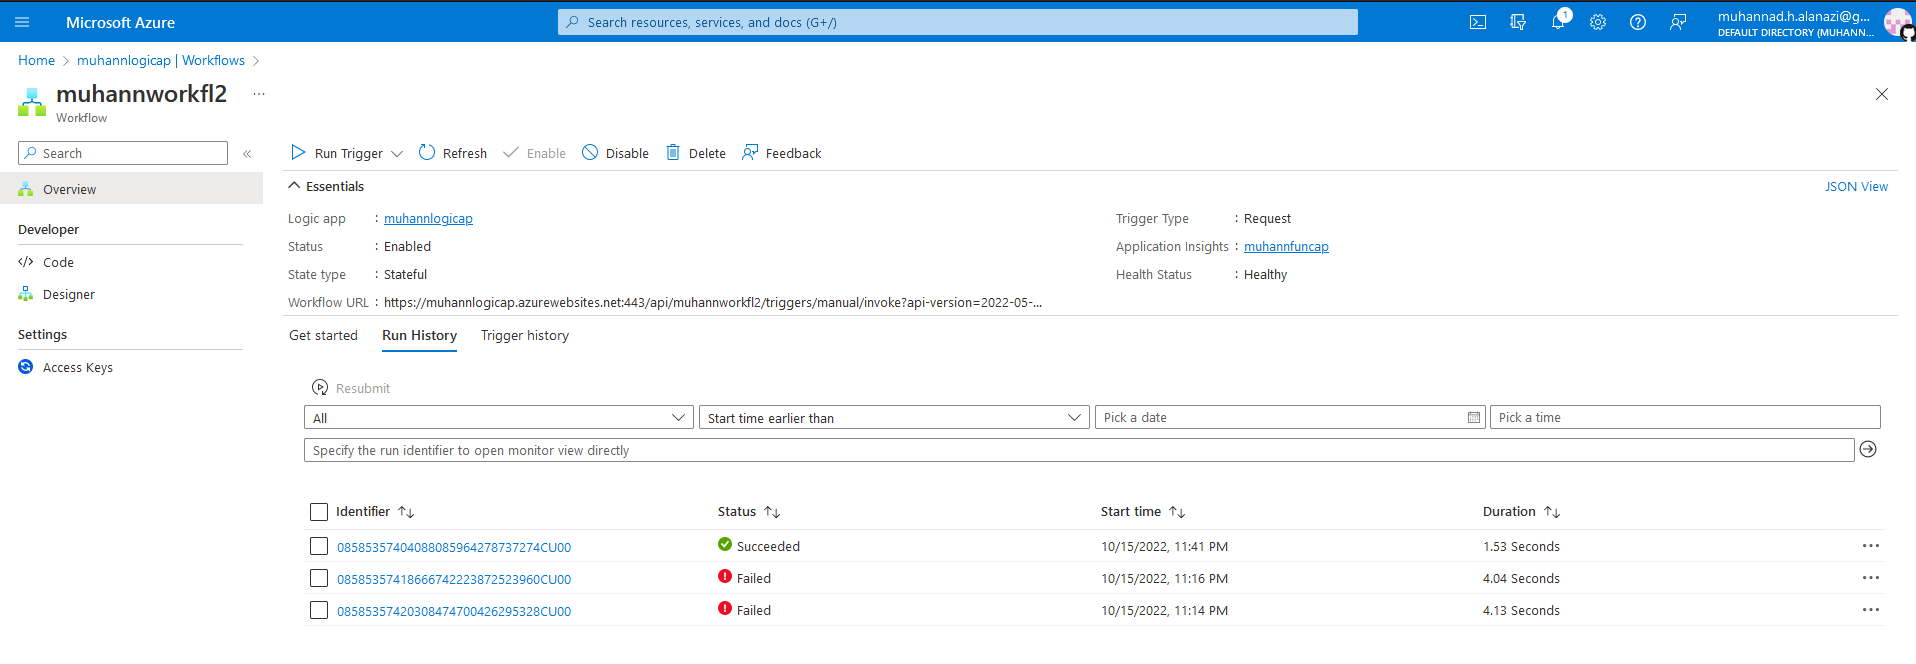 Microsoft Azure
Search resources, services, and docs (G+/)
1
muhannad.h.alanazi@g...
DEFAULT DIRECTORY (MUHANN...
Home > muhannlogicap | Workflows >
muhannworkfl2 ...
Workflow
Search «
Run Trigger Refresh Enable Disable Delete Feedback
Overview
Developer
Code
Designer
Settings
Access Keys
Essentials
JSON View
Logic app : muhannlogicap
Status : Enabled
State type : Stateful
Workflow URL : https://muhannlogicap.azurewebsites.net:443/api/muhannworkfl2/triggers/manual/invoke?api-version=2022-05-...
Trigger Type : Request
Application Insights : muhannfuncap
Health Status : Healthy
Get started Run History Trigger history
Resubmit
All Start time earlier than Pick a date Pick a time
Specify the run identifier to open monitor view directly
Identifier Status Start time Duration
08585357404088085964278737274CU00 Succeeded 10/15/2022, 11:41 PM 1.53 Seconds ...
08585357418666742223872523960CU00 Failed 10/15/2022, 11:16 PM 4.04 Seconds ...
08585357420308474700426295328CU00 Failed 10/15/2022, 11:14 PM 4.13 Seconds ...